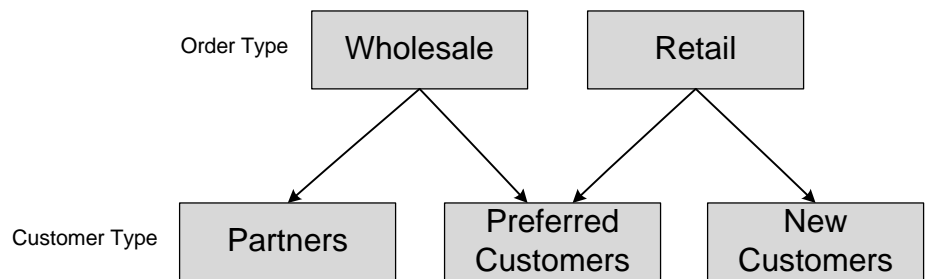 Order Type
Wholesale
Retail
Customer Type
Partners
Preferred
Customers
New
Customers